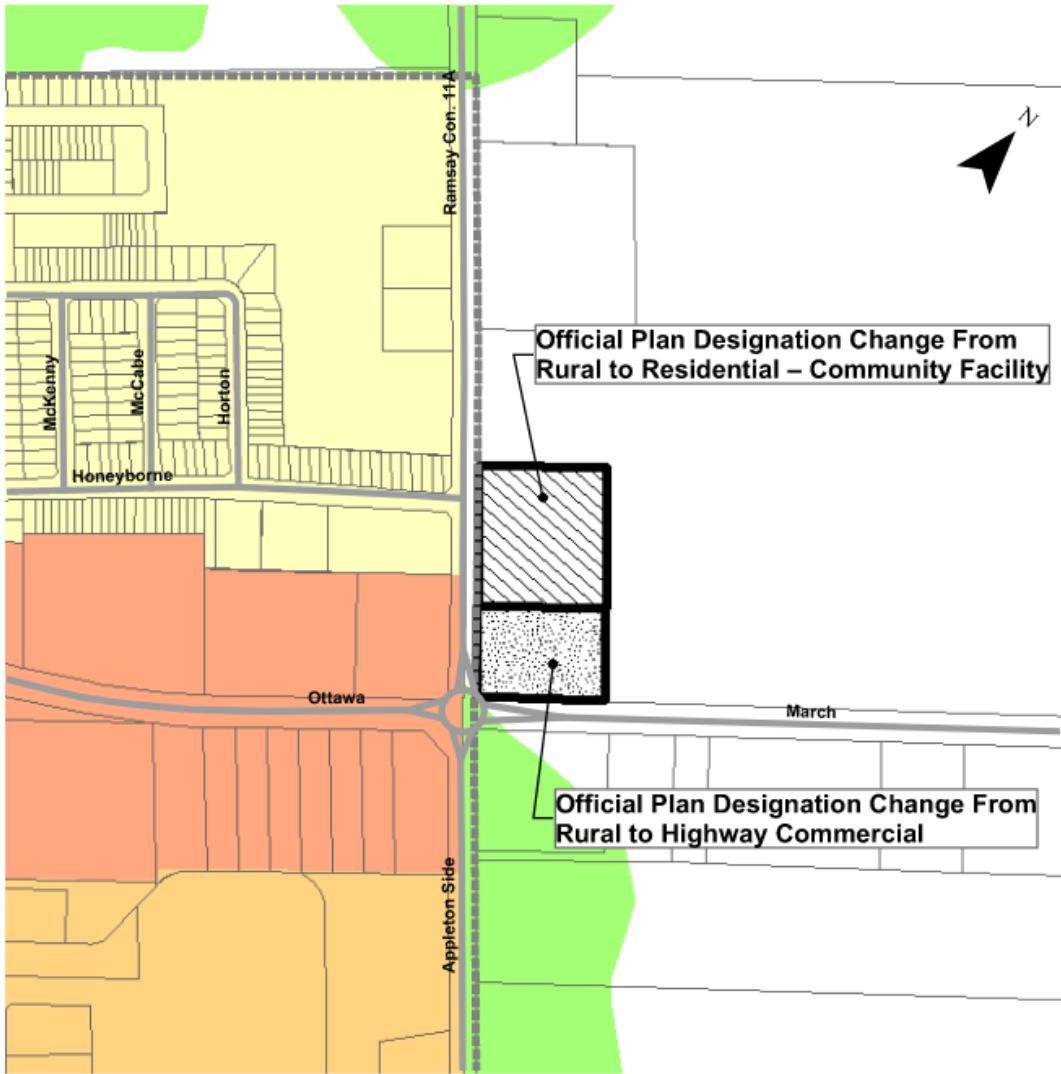 Ramsay Con. 11A
N
Official Plan Designation Change From
Rural to Residential – Community Facility
McKenny
McCabe
Horton
Honeyborne
Ottawa
March
Official Plan Designation Change From
Rural to Highway Commercial
Appleton Side